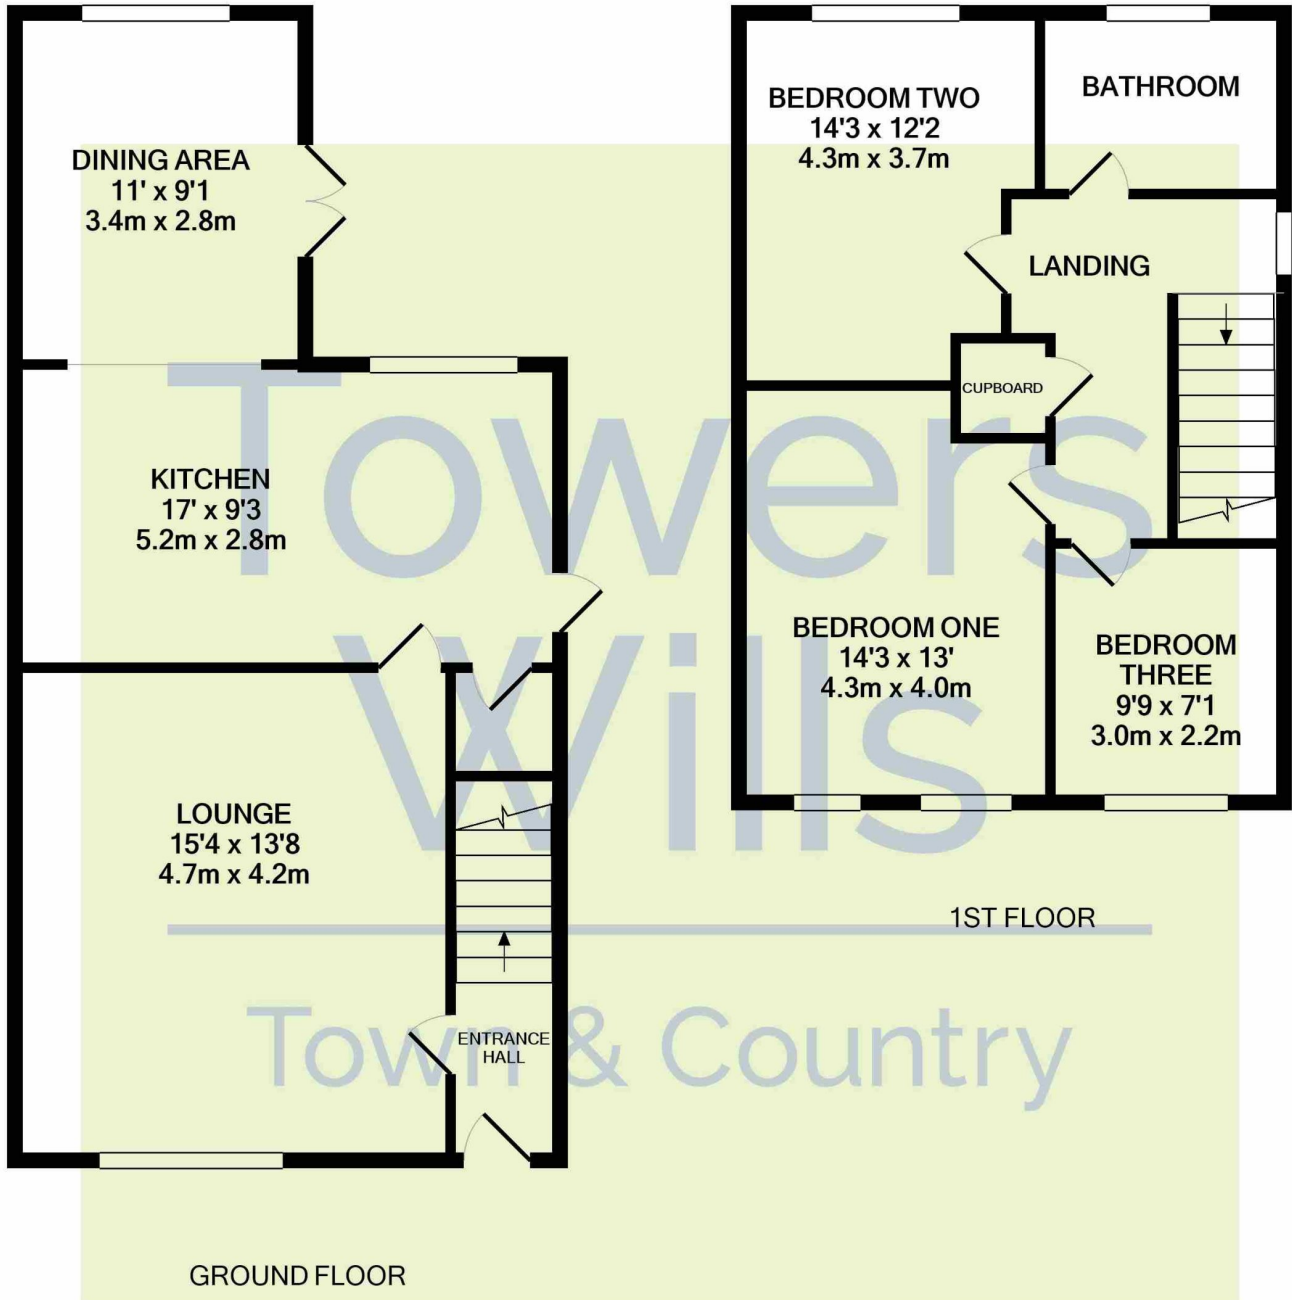 DINING AREA
11' x 9'1
3.4m x 2.8m
KITCHEN
17' x 9'3
5.2m x 2.8m
LOUNGE
15'4 x 13'8
4.7m x 4.2m
ENTRANCE
HALL
GROUND FLOOR
BEDROOM TWO
14'3 x 12'2
4.3m x 3.7m
BATHROOM
LANDING
CUPBOARD
BEDROOM ONE
14'3 x 13'
4.3m x 4.0m
BEDROOM
THREE
9'9 x 7'1
3.0m x 2.2m
1ST FLOOR
Towers
Wills
Town & Country